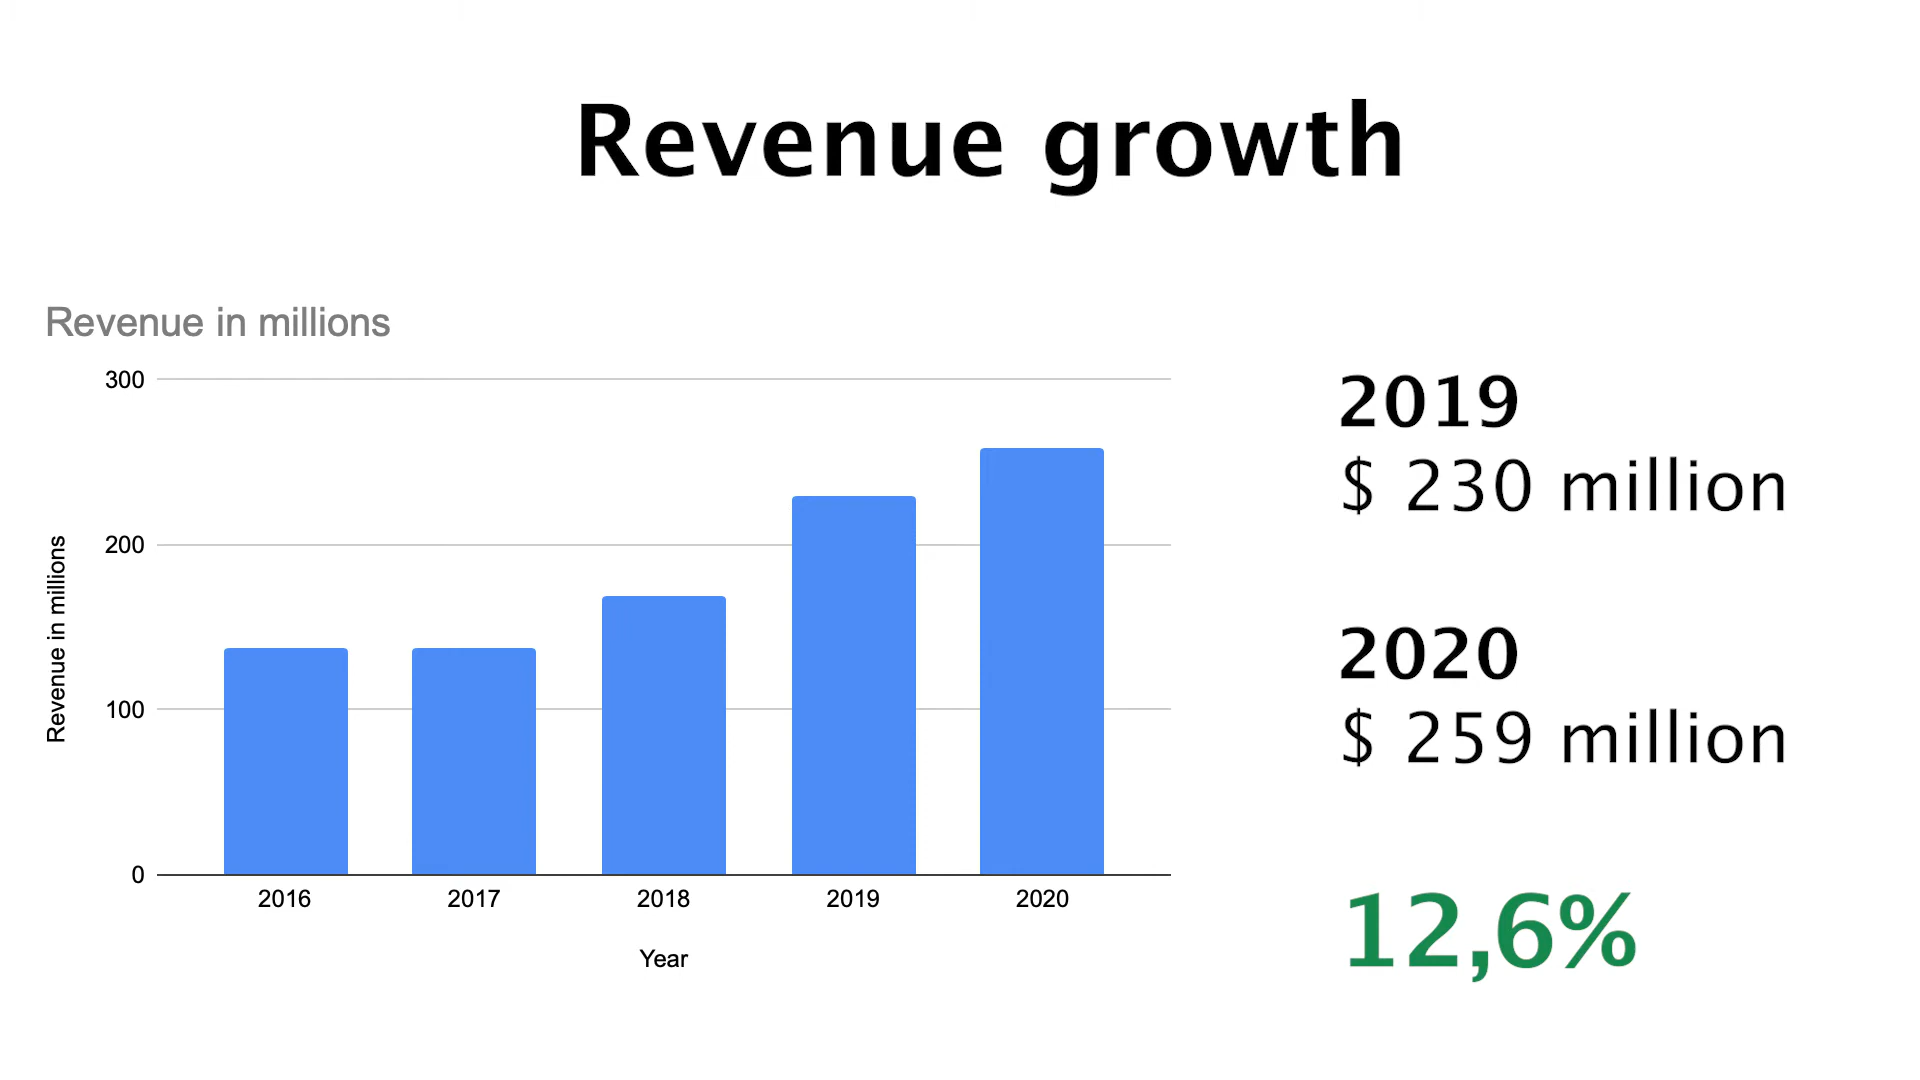 Revenue growth
Revenue in millions
300
200
100
0
Revenue in millions
2016 2017 2018 2019 2020
Year
2019
$ 230 million
2020
$ 259 million
12,6%